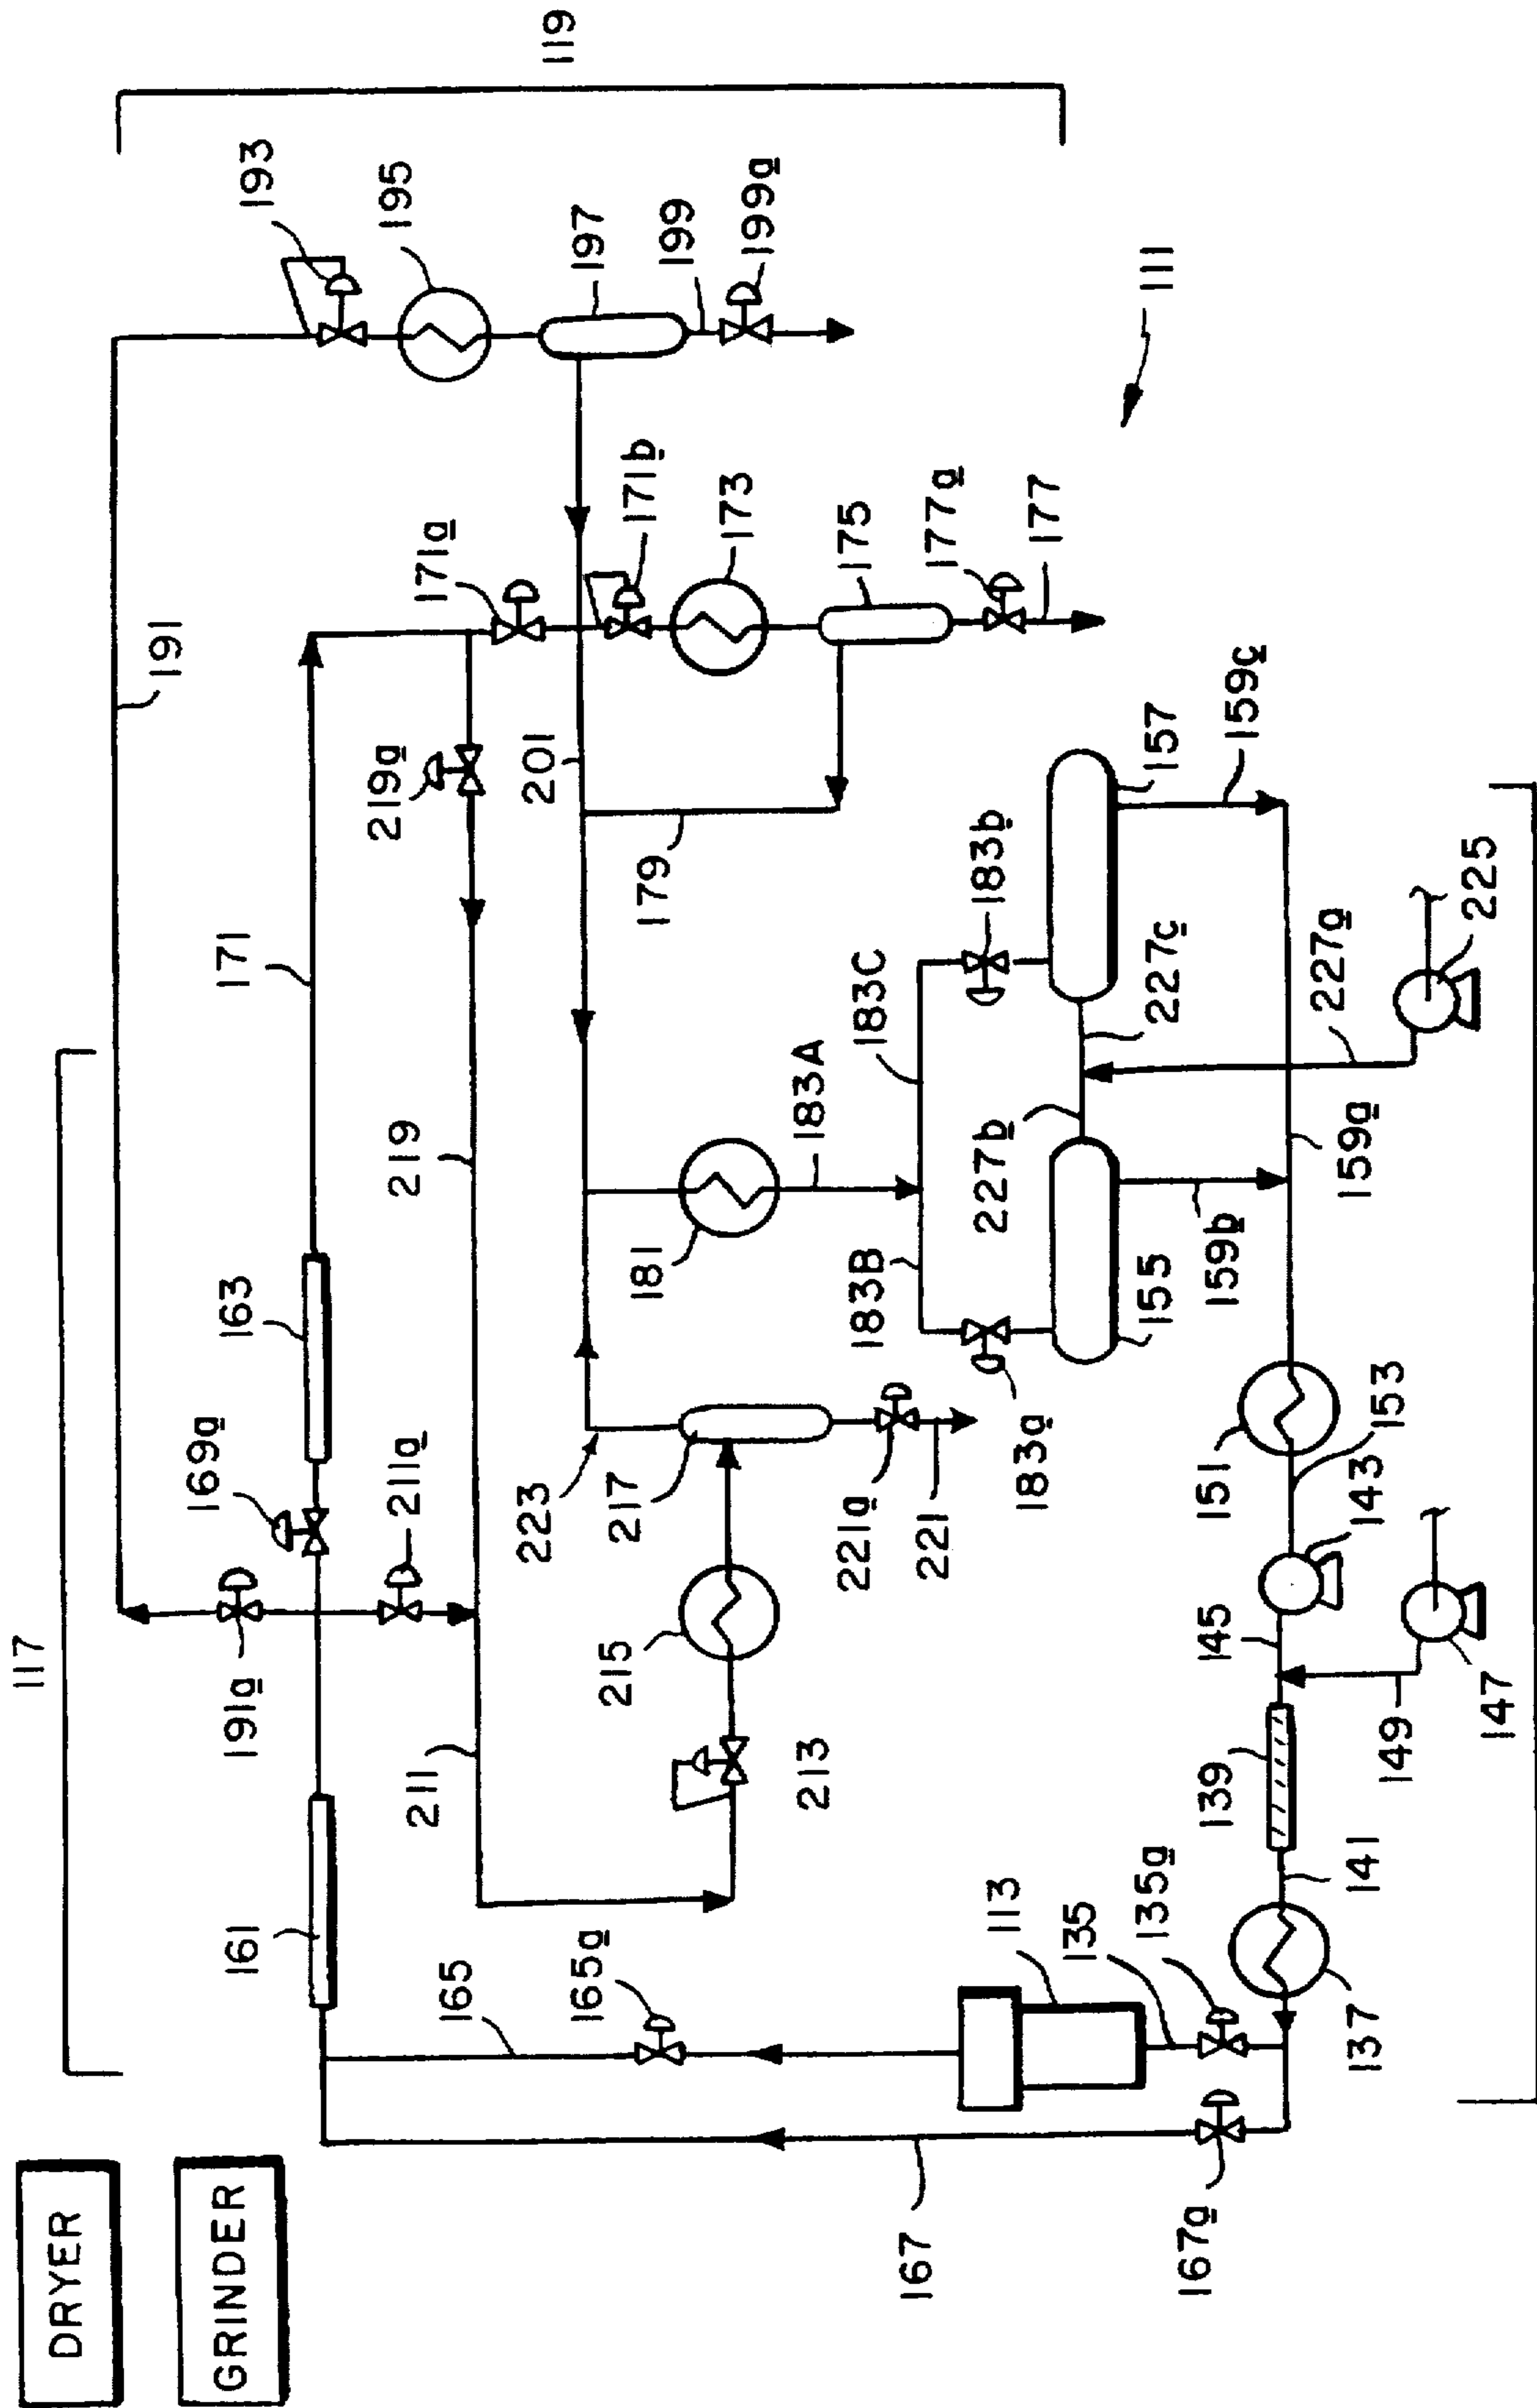 DRYER
GRINDER
117
119
111
191
193
195
197
199
199a
191a
169a
211a
161
163
171
171a
171b
173
175
177a
177
219
219a
201
179
211
213
215
217
223
221a
221
181
183A
183B
183C
183a
183b
155
157
227b
227c
227a
225
159a
159b
159c
151
153
143
145
147
149
139
141
137
135
135a
113
165
165a
167
167a